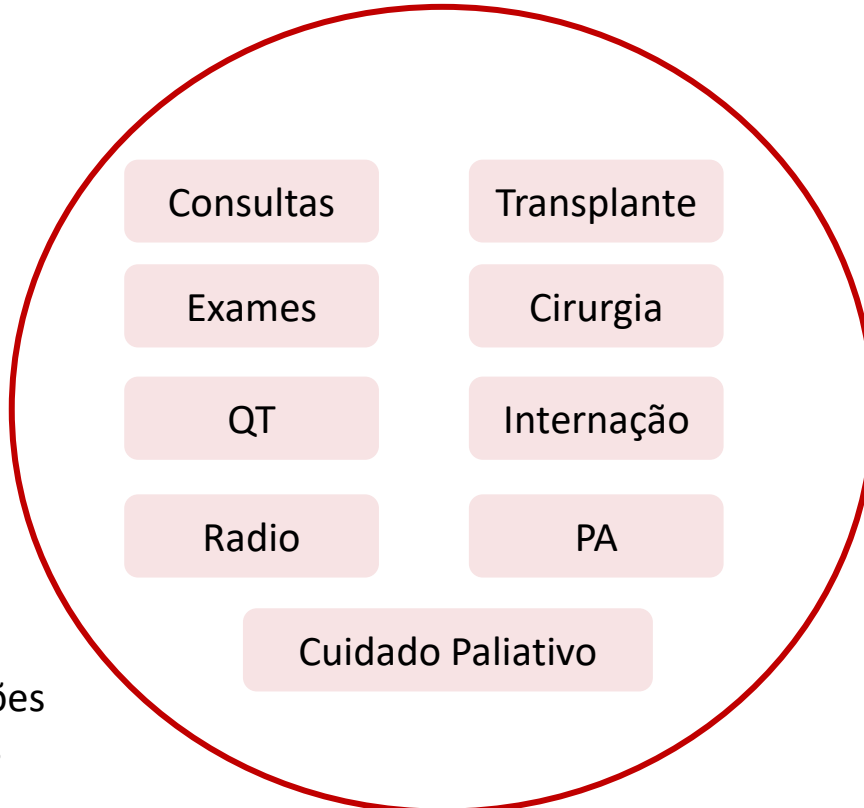 Consultas
Transplante
Exames
Cirurgia
QT
Internação
Radio
PA
Cuidado Paliativo
ões